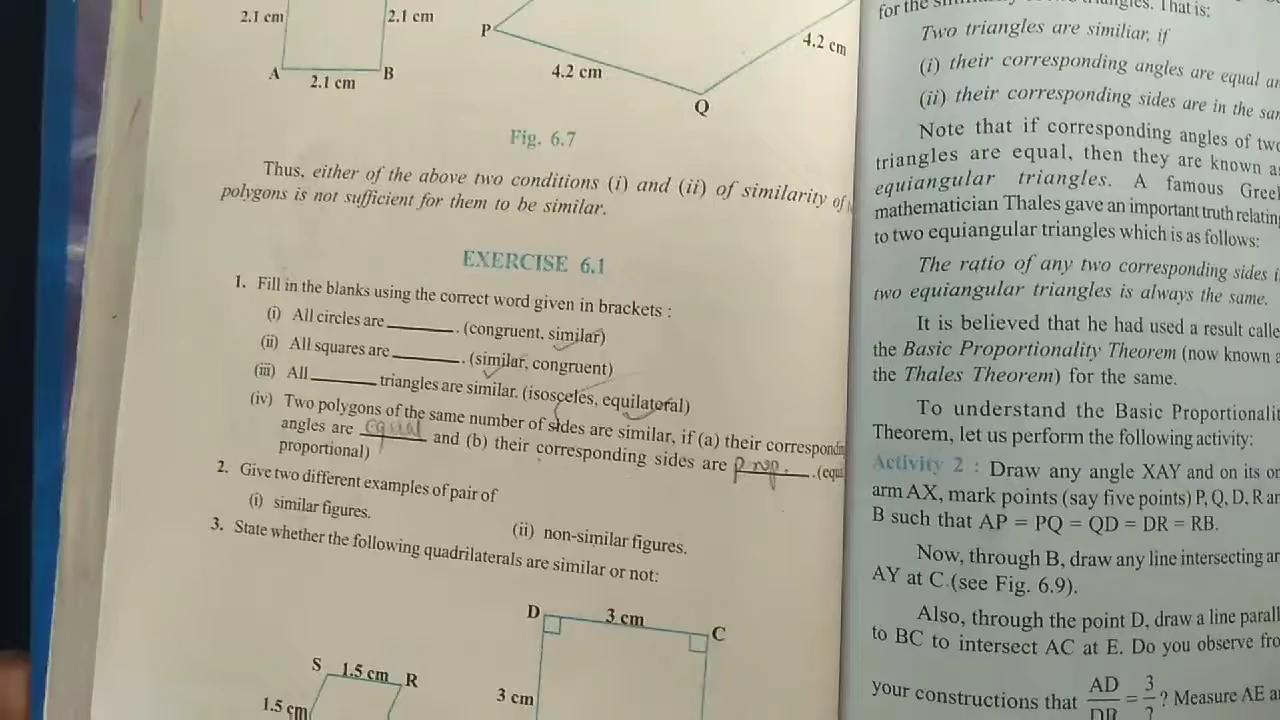 2.1 cm
2.1 cm
A
2.1 cm
B
P
4.2 cm
4.2 cm
Q
Fig. 6.7
Thus, either of the above two conditions (i) and (ii) of similarity of
polygons is not sufficient for them to be similar.
EXERCISE 6.1
1. Fill in the blanks using the correct word given in brackets :
(i) All circles are ________. (congruent, similar)
(ii) All squares are ________. (similar, congruent)
(iii) All ________ triangles are similar. (isosceles, equilateral)
(iv) Two polygons of the same number of sides are similar, if (a) their correspondin
angles are equal and (b) their corresponding sides are prop. .(equ
proportional)
2. Give two different examples of pair of
(i) similar figures.
(ii) non-similar figures.
3. State whether the following quadrilaterals are similar or not:
D
3 cm
C
S
1.5 cm
R
3 cm
1.5 cm
for the
That is:
Two triangles are similiar, if
(i) their corresponding angles are equal an
(ii) their corresponding sides are in the sa
Note that if corresponding angles of two
triangles are equal, then they are known a
equiangular triangles. A famous Greek
mathematician Thales gave an important truth relating
to two equiangular triangles which is as follows:
The ratio of any two corresponding sides i
two equiangular triangles is always the same.
It is believed that he had used a result calle
the Basic Proportionality Theorem (now known a
the Thales Theorem) for the same.
To understand the Basic Proportionalit
Theorem, let us perform the following activity:
Activity 2 : Draw any angle XAY and on its on
arm AX, mark points (say five points) P, Q, D, R an
B such that AP = PQ = QD = DR = RB.
Now, through B, draw any line intersecting ar
AY at C (see Fig. 6.9).
Also, through the point D, draw a line parall
to BC to intersect AC at E. Do you observe fro
your constructions that AD/DB = 3/2 ? Measure AE a